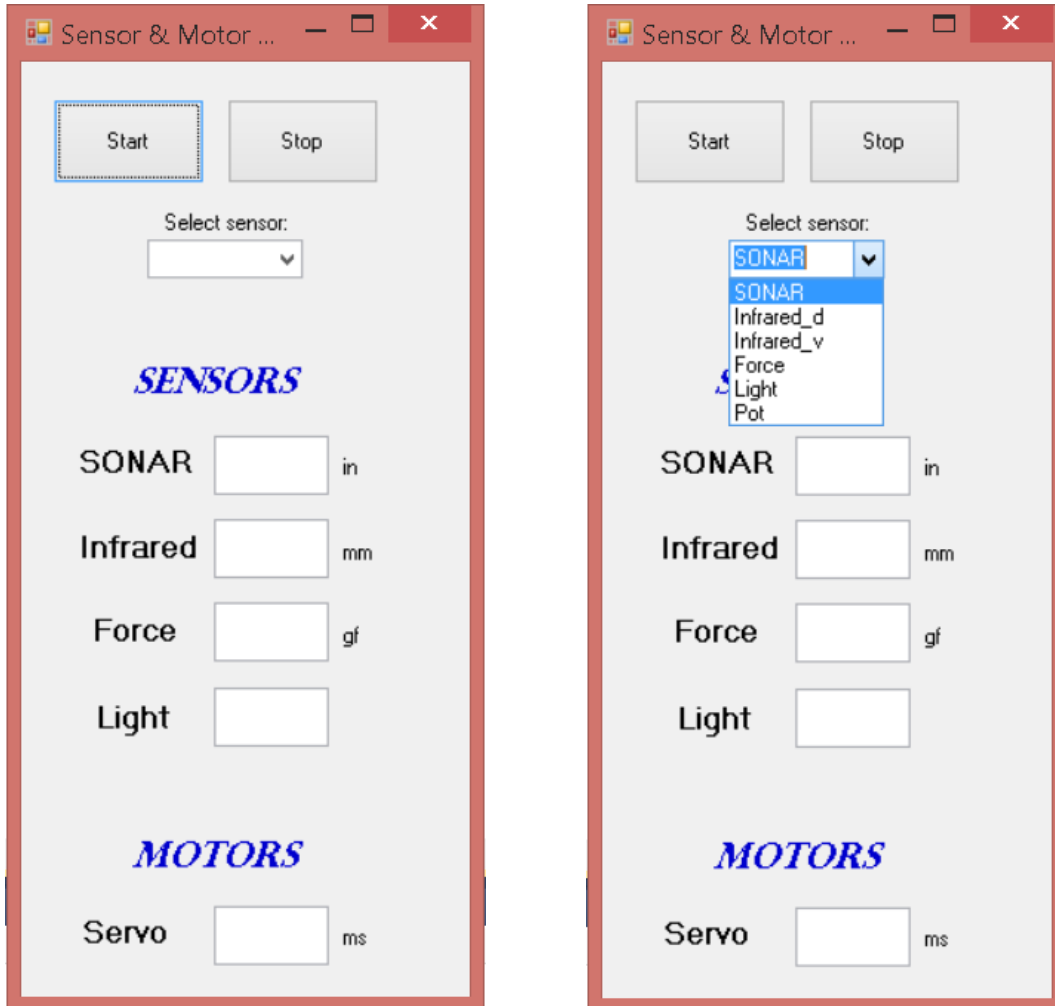 Sensor & Motor ...
Start Stop
Select sensor:
SENSORS
SONAR in
Infrared mm
Force gf
Light
MOTORS
Servo ms
Sensor & Motor ...
Start Stop
Select sensor:
SONAR
SONAR
Infrared_d
Infrared_v
Force
Light
Pot
S
SONAR in
Infrared mm
Force gf
Light
MOTORS
Servo ms